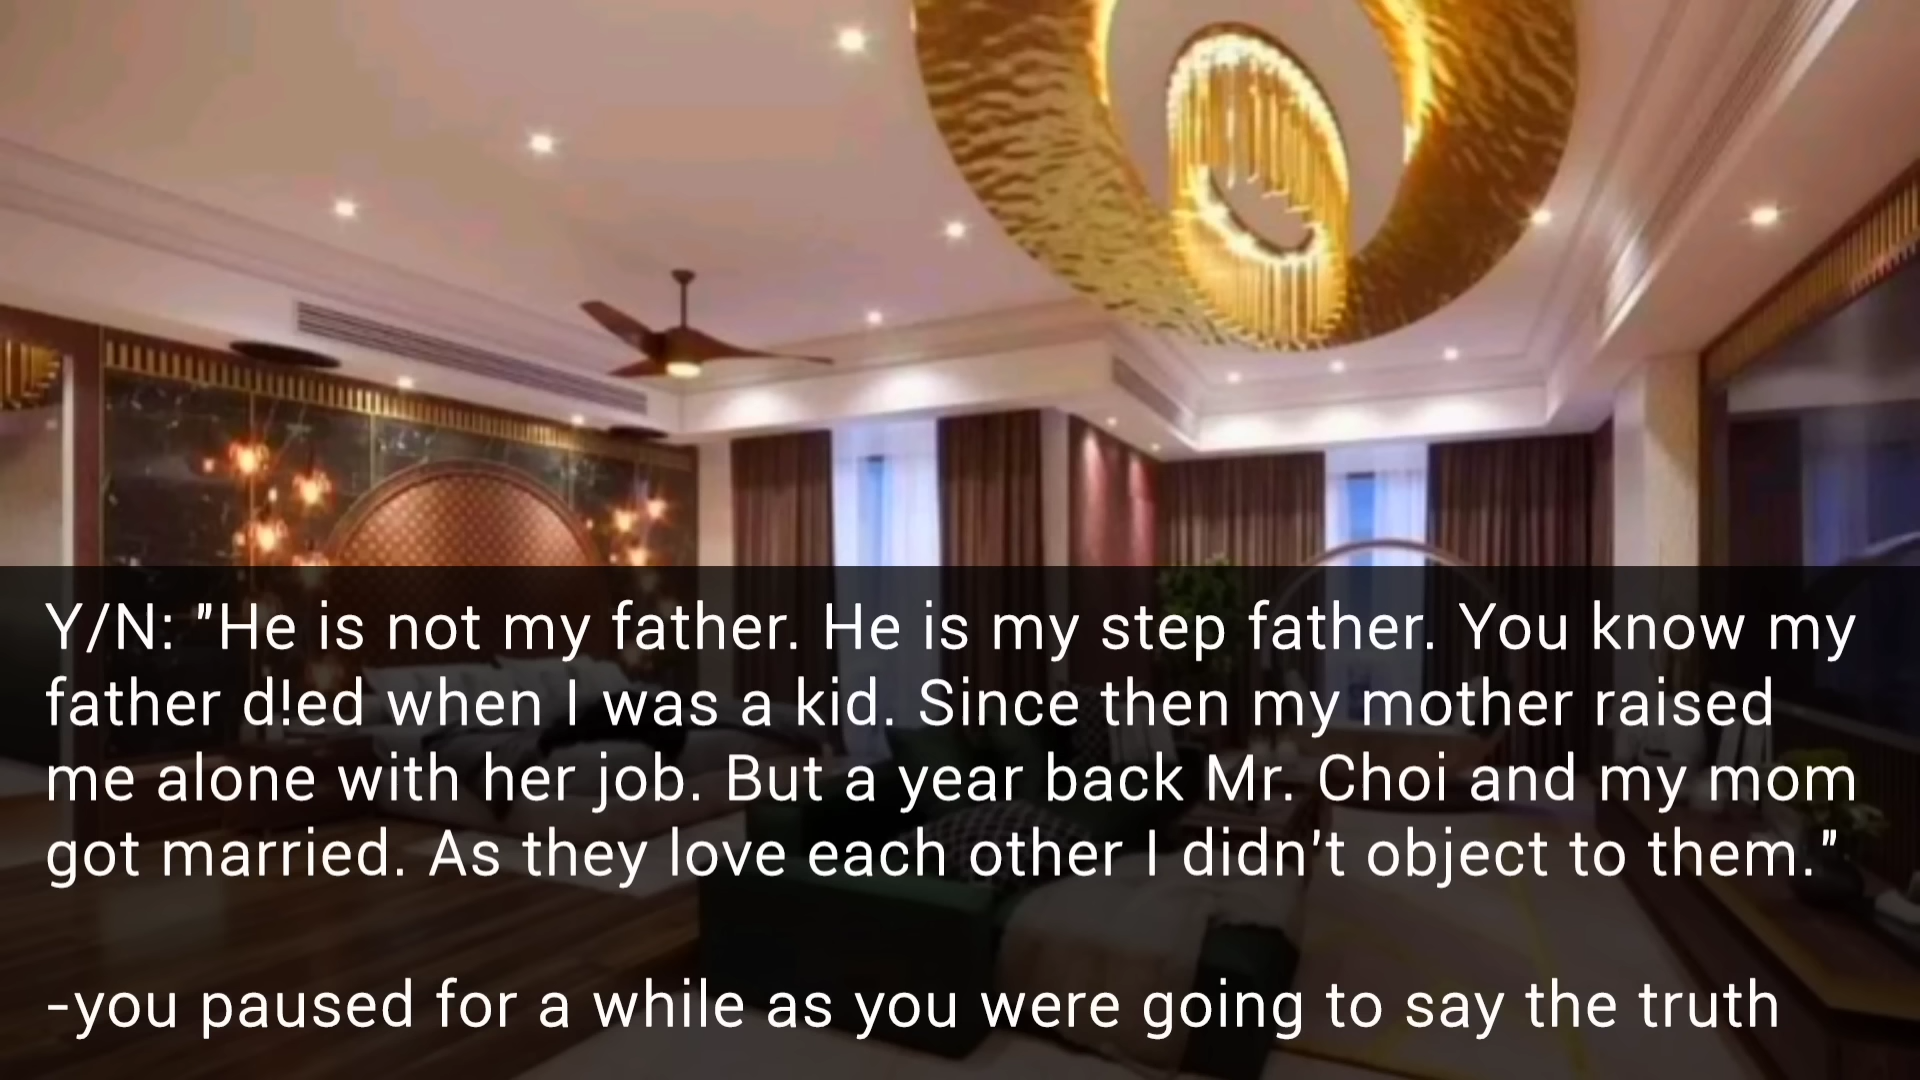 Y/N: "He is not my father. He is my step father. You know my
father d!ed when I was a kid. Since then my mother raised
me alone with her job. But a year back Mr. Choi and my mom
got married. As they love each other I didn't object to them."
-you paused for a while as you were going to say the truth